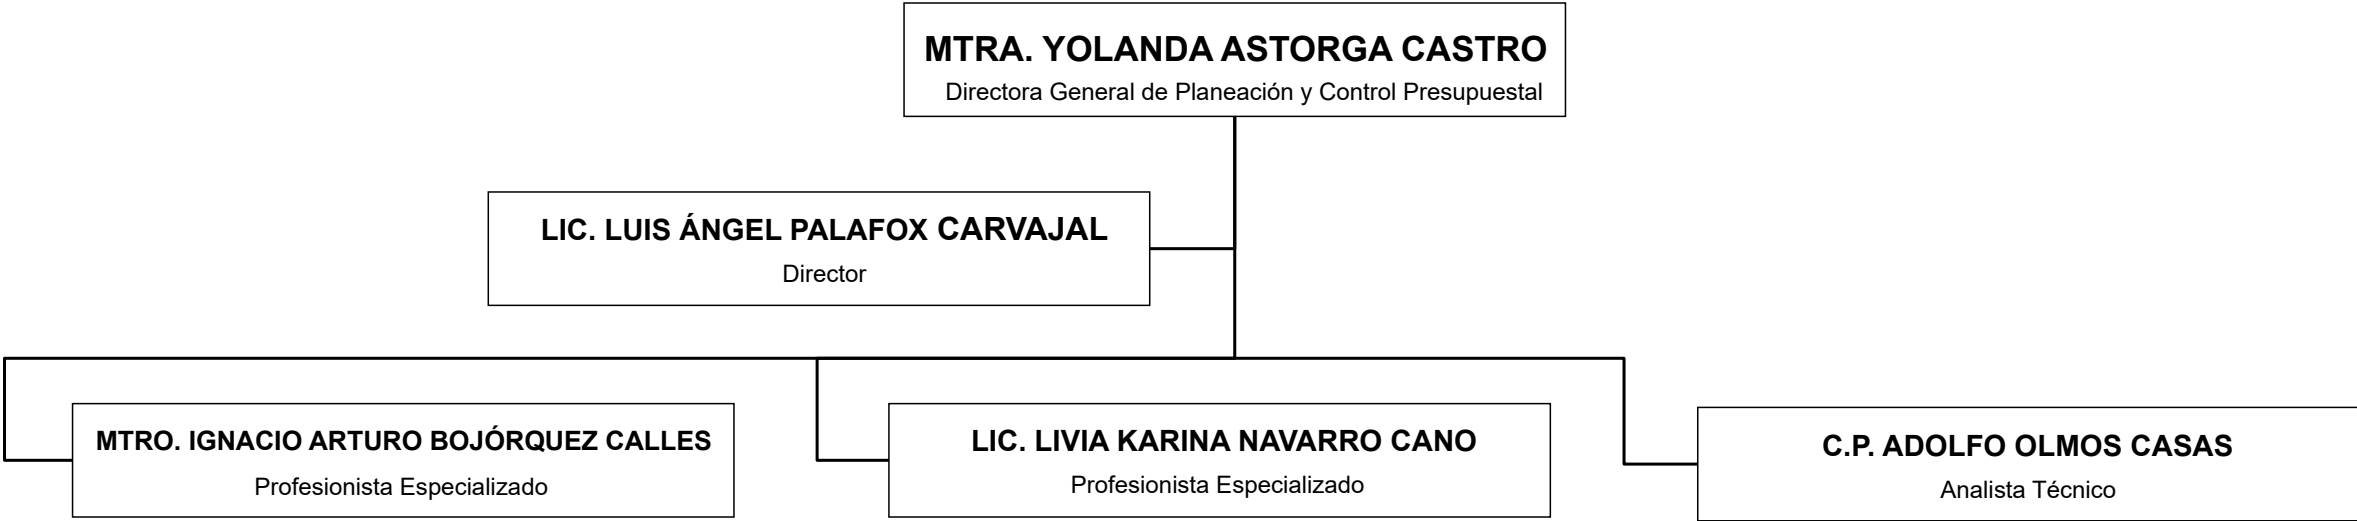 MTRA. YOLANDA ASTORGA CASTRO
Directora General de Planeación y Control Presupuestal
LIC. LUIS ÁNGEL PALAFOX CARVAJAL
Director
MTRO. IGNACIO ARTURO BOJÓRQUEZ CALLES
Profesionista Especializado
LIC. LIVIA KARINA NAVARRO CANO
Profesionista Especializado
C.P. ADOLFO OLMOS CASAS
Analista Técnico